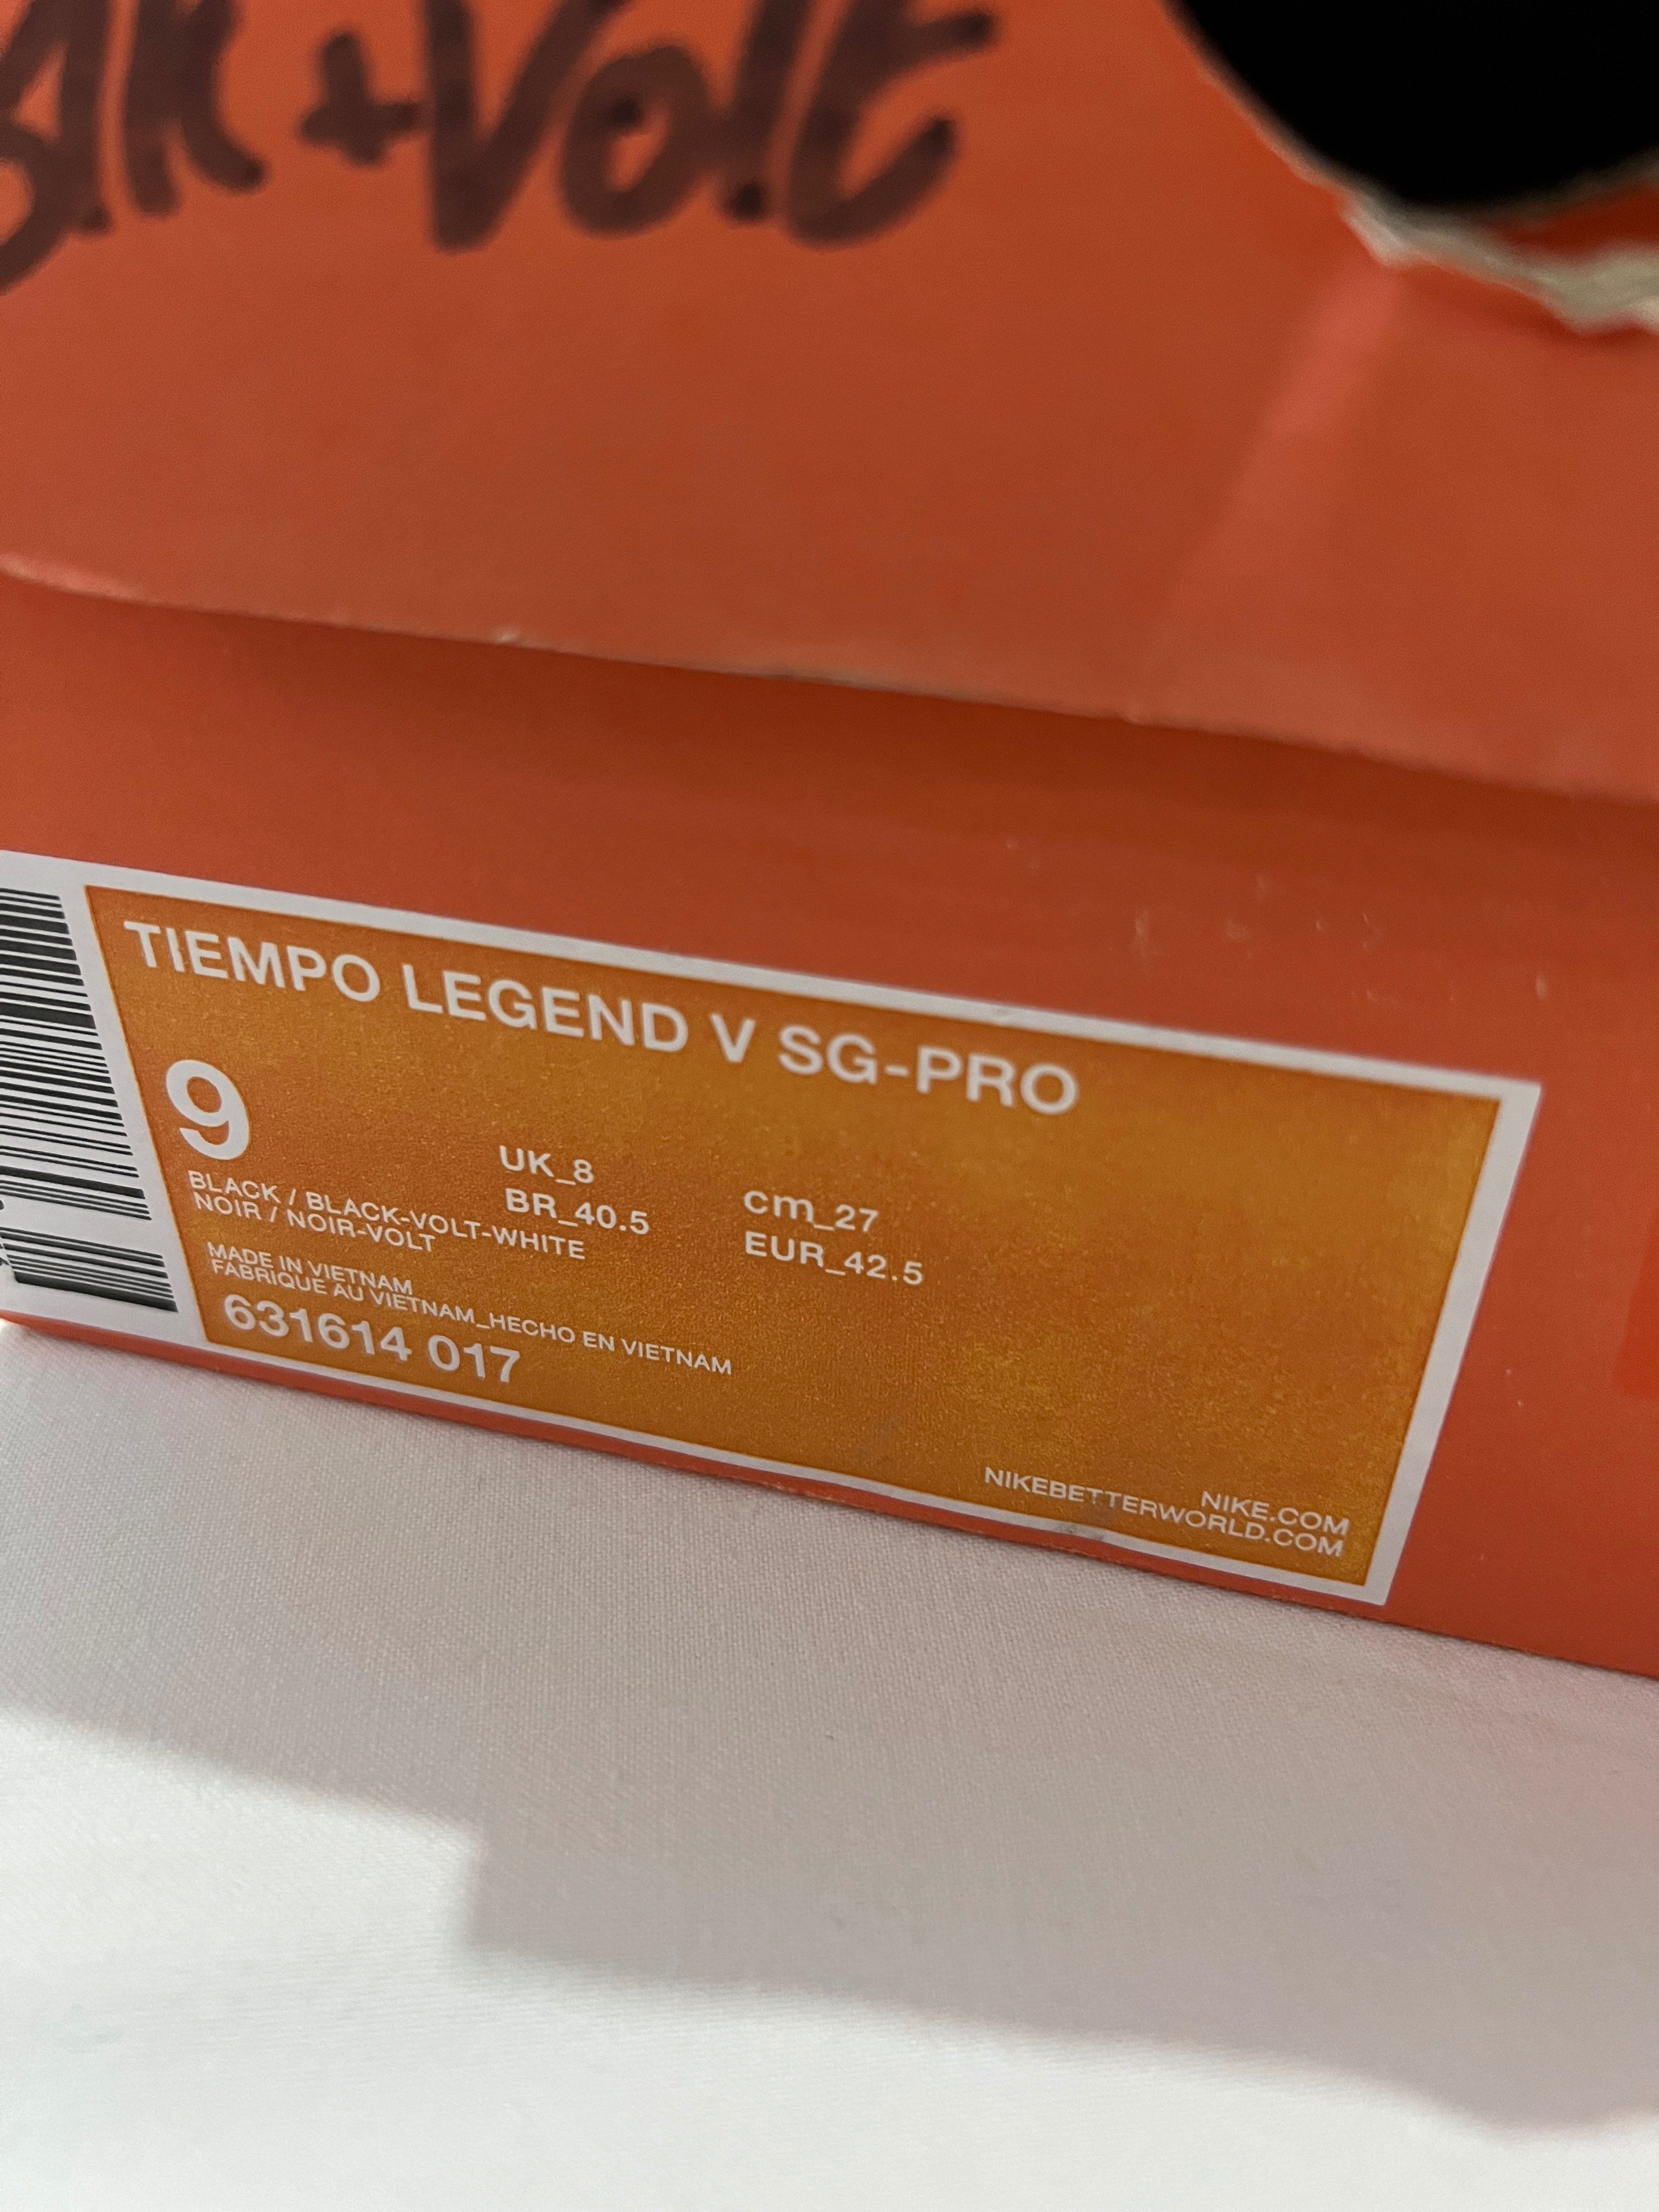 +Volt
TIEMPO LEGEND V SG-PRO
9
UK_8
cm_27
BR_40.5
EUR_42.5
BLACK / BLACK-VOLT-WHITE
NOIR / NOIR-VOLT
MADE IN VIETNAM
FABRIQUE AU VIETNAM_HECHO EN VIETNAM
631614 017
NIKE.COM
NIKEBETTERWORLD.COM